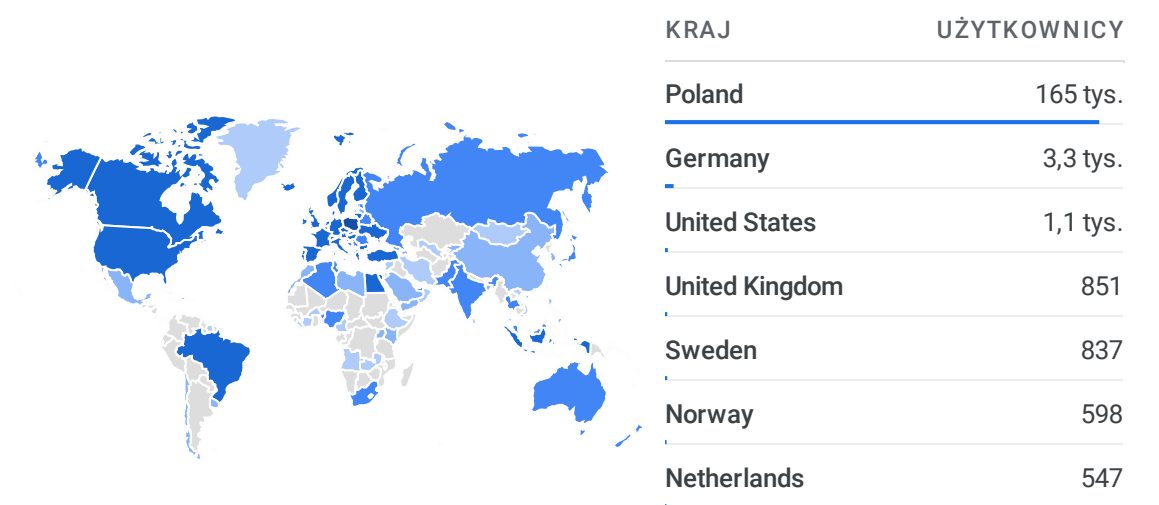 KRAJ UŻYTKOWNICY
Poland 165 tys.
Germany 3,3 tys.
United States 1,1 tys.
United Kingdom 851
Sweden 837
Norway 598
Netherlands 547